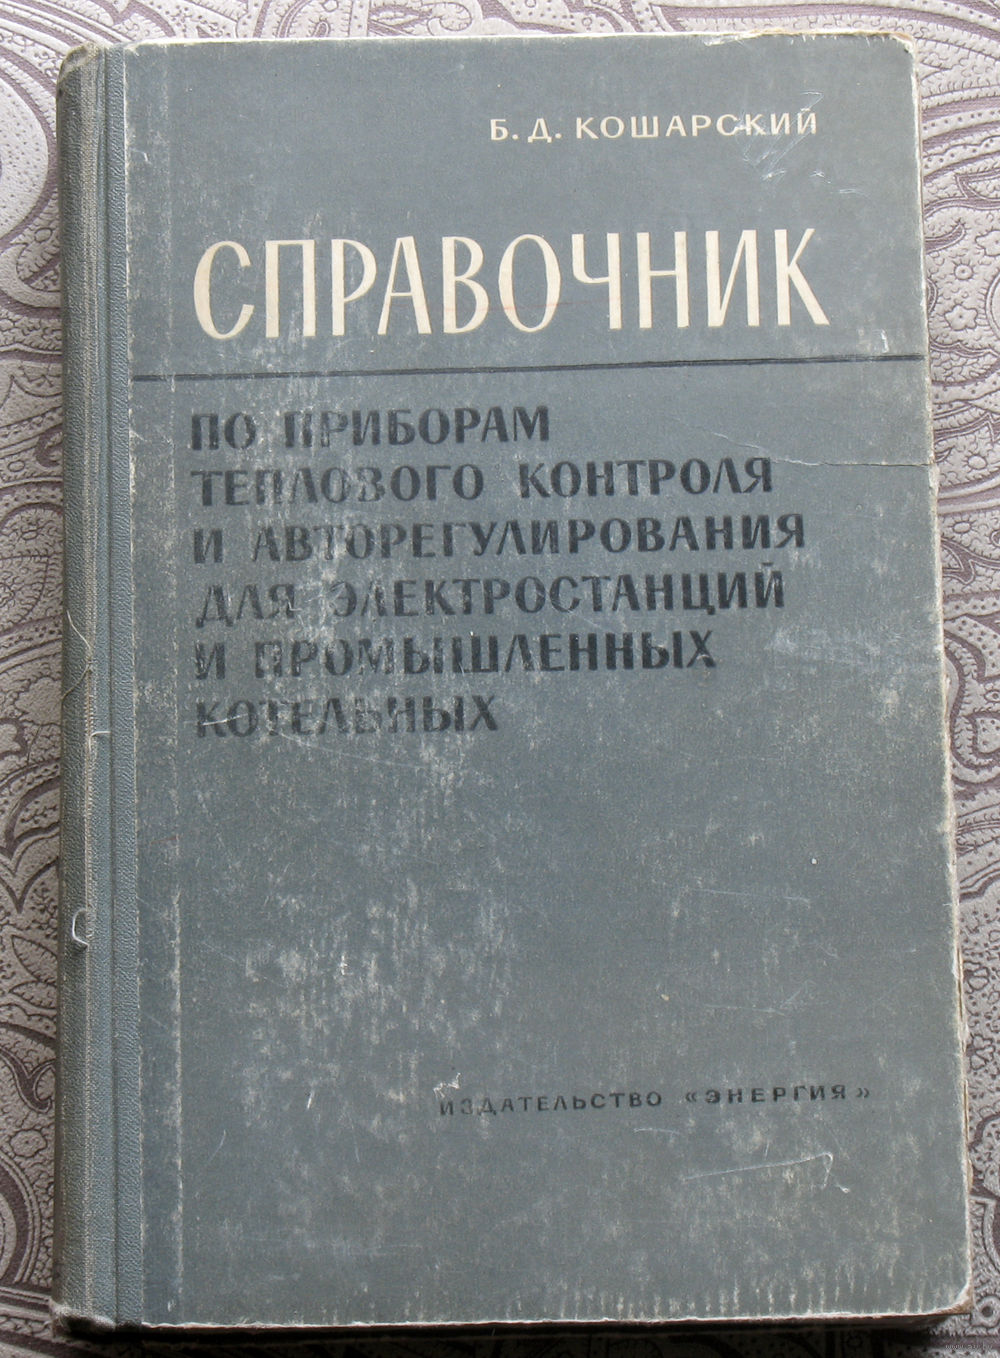 Б. Д. КОШАРСКИЙ
СПРАВОЧНИК
ПО ПРИБОРАМ
ТЕПЛОВОГО КОНТРОЛЯ
И АВТОРЕГУЛИРОВАНИЯ
ДЛЯ ЭЛЕКТРОСТАНЦИЙ
И ПРОМЫШЛЕННЫХ
КОТЕЛЬНЫХ
ИЗДАТЕЛЬСТВО «ЭНЕРГИЯ»